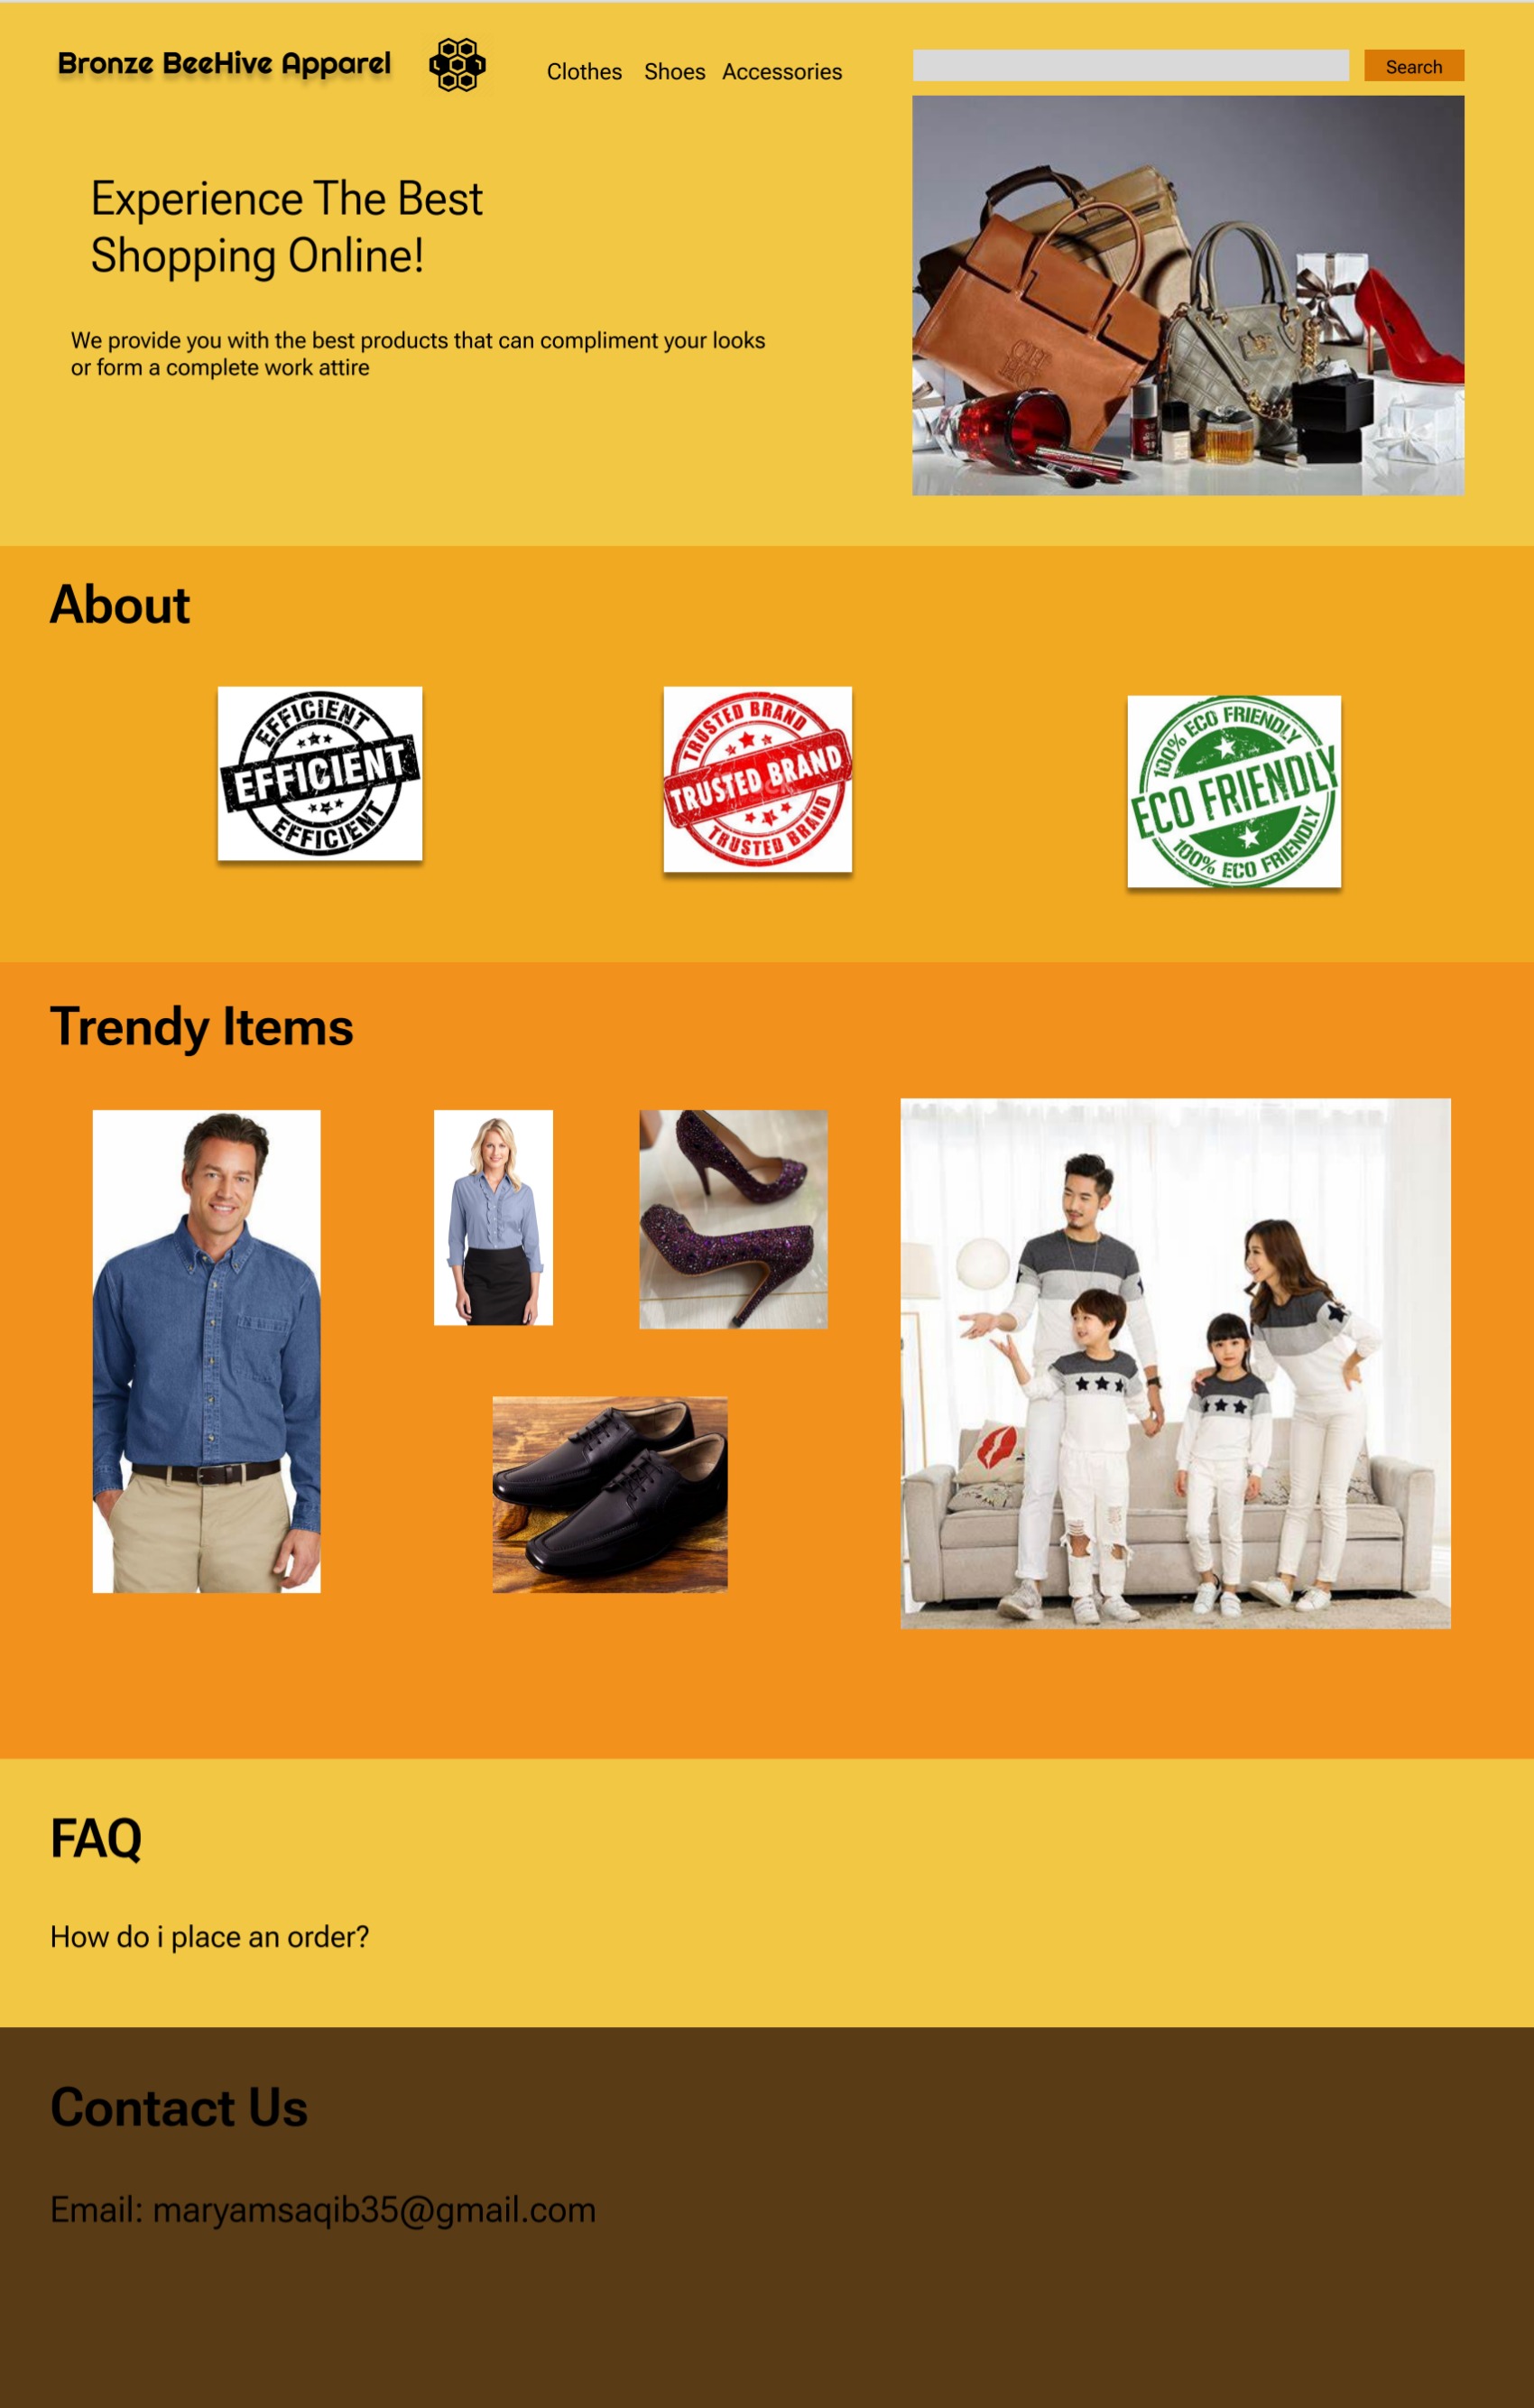 Bronze BeeHive Apparel
Clothes Shoes Accessories
Search
Experience The Best
Shopping Online!
We provide you with the best products that can compliment your looks
or form a complete work attire
CH
About
EFFICIENT
EFFICIENT
EFFICIENT
TRUSTED BRAND
TRUSTED BRAND
TRUSTED BRAND
100% ECO FRIENDLY
ECO FRIENDLY
100% ECO FRIENDLY
Trendy Items
FAQ
How do i place an order?
Contact Us
Email: maryamsaqib35@gmail.com